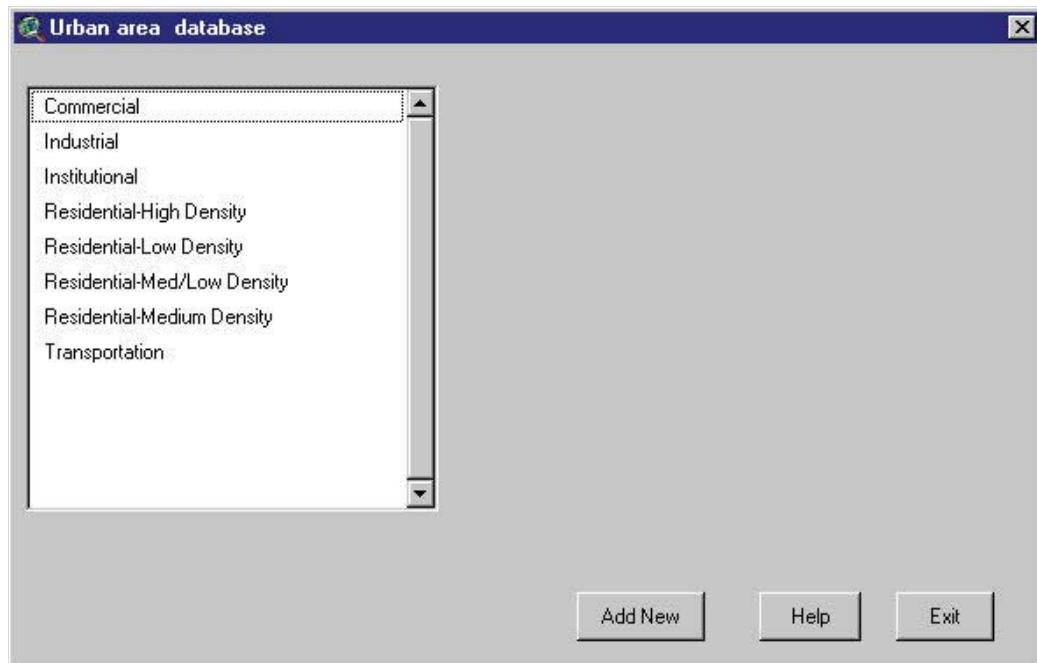 Urban area database
Commercial
Industrial
Institutional
Residential-High Density
Residential-Low Density
Residential-Med/Low Density
Residential-Medium Density
Transportation
Add New
Help
Exit